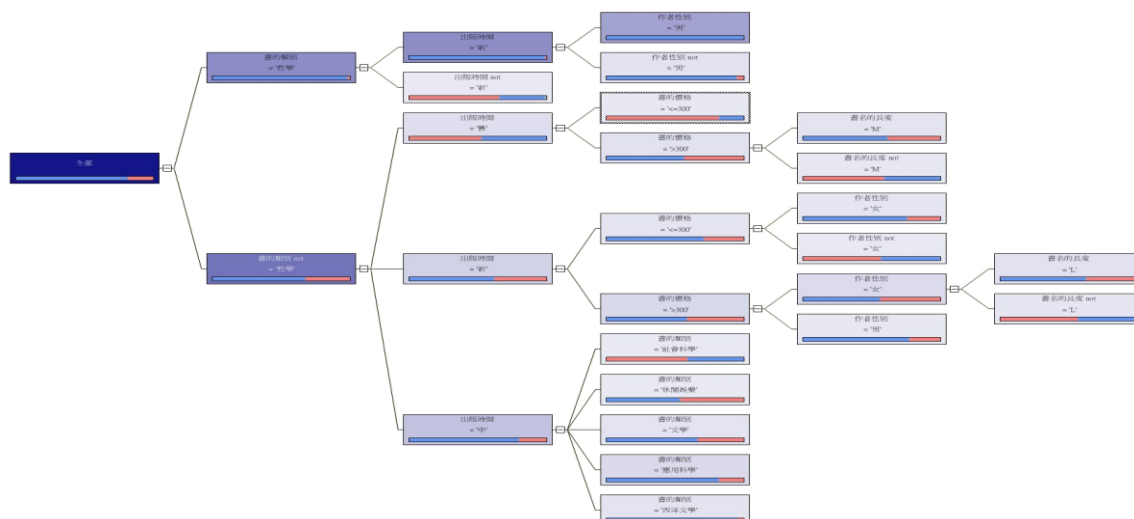 全部
書的類別
= '哲學'
書的類別 not
= '哲學'
出版時間
= '新'
出版時間 not
= '新'
出版時間
= '舊'
出版時間
= '新'
出版時間
= '中'
作者性別
= '男'
作者性別 not
= '男'
書的價格
= '<=300'
書的價格
= '>300'
書的價格
= '<=300'
書的價格
= '>300'
書的類別
= '社會科學'
書的類別
= '休閒娛樂'
書的類別
= '文學'
書的類別
= '應用科學'
書的類別
= '西洋文學'
書名的長度
= 'M'
書名的長度 not
= 'M'
作者性別
= '女'
作者性別 not
= '女'
作者性別
= '女'
作者性別
= '男'
書名的長度
= 'L'
書名的長度 not
= 'L'